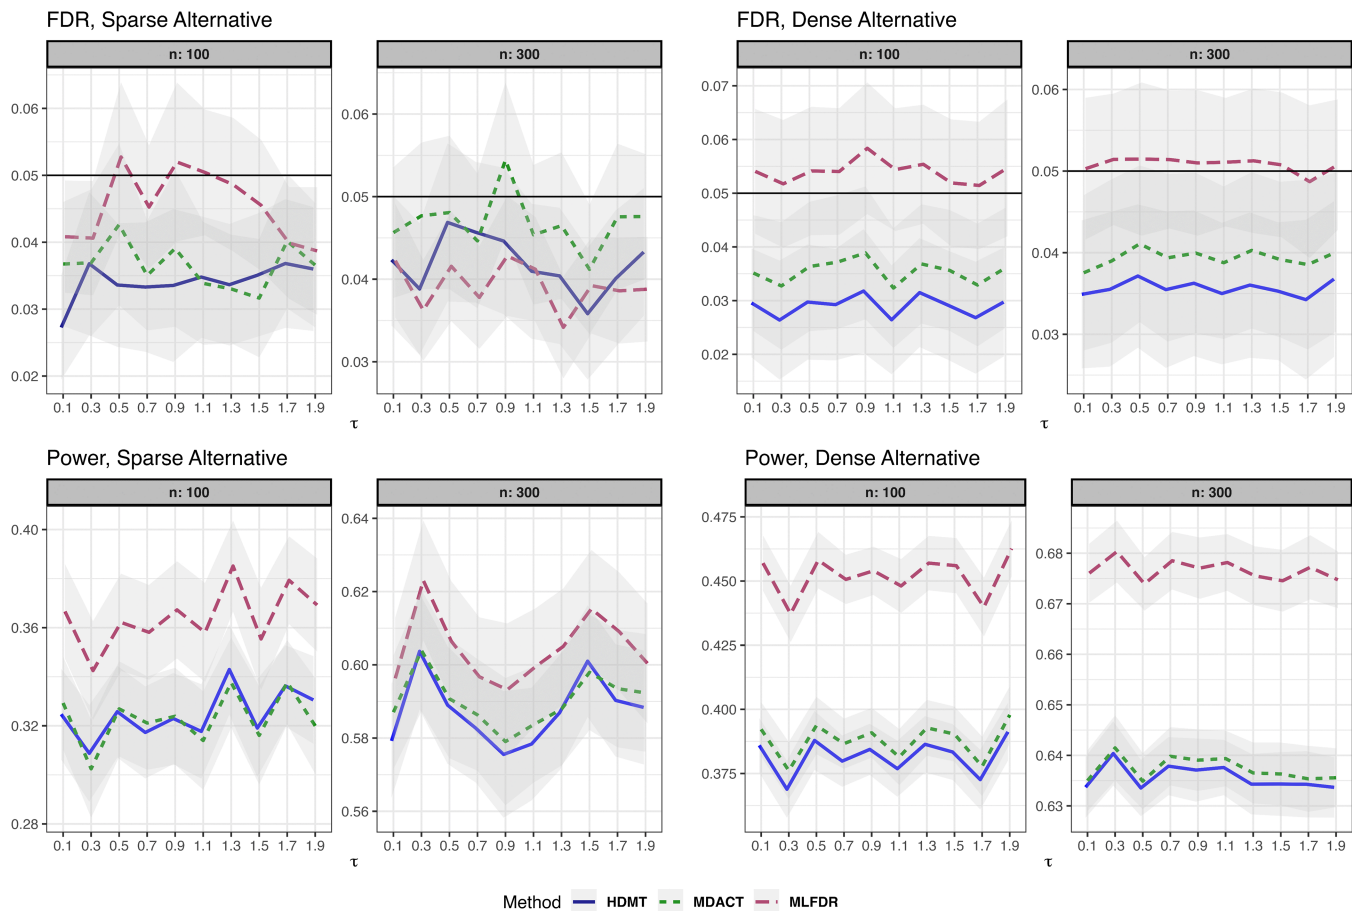 FDR, Sparse Alternative
FDR, Dense Alternative
n: 100
n: 300
n: 100
n: 300
0.06
0.05
0.04
0.03
0.02
0.06
0.05
0.04
0.03
0.07
0.06
0.05
0.04
0.03
0.02
0.06
0.05
0.04
0.03
0.1 0.3 0.5 0.7 0.9 1.1 1.3 1.5 1.7 1.9
0.1 0.3 0.5 0.7 0.9 1.1 1.3 1.5 1.7 1.9
0.1 0.3 0.5 0.7 0.9 1.1 1.3 1.5 1.7 1.9
0.1 0.3 0.5 0.7 0.9 1.1 1.3 1.5 1.7 1.9
τ
τ
Power, Sparse Alternative
Power, Dense Alternative
n: 100
n: 300
n: 100
n: 300
0.40
0.36
0.32
0.28
0.64
0.62
0.60
0.58
0.56
0.475
0.450
0.425
0.400
0.375
0.68
0.67
0.66
0.65
0.64
0.63
0.1 0.3 0.5 0.7 0.9 1.1 1.3 1.5 1.7 1.9
0.1 0.3 0.5 0.7 0.9 1.1 1.3 1.5 1.7 1.9
0.1 0.3 0.5 0.7 0.9 1.1 1.3 1.5 1.7 1.9
0.1 0.3 0.5 0.7 0.9 1.1 1.3 1.5 1.7 1.9
τ
τ
Method HDMT MDACT MLFDR